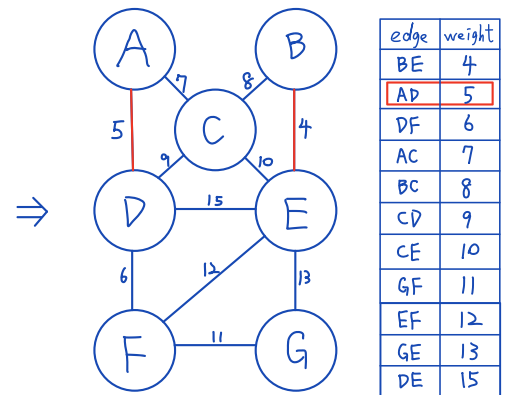 A
B
7
8
5
C
4
9
10
⇒
D
15
E
6
12
13
F
11
G
edge weight
BE 4
AD 5
DF 6
AC 7
BC 8
CD 9
CE 10
GF 11
EF 12
GE 13
DE 15